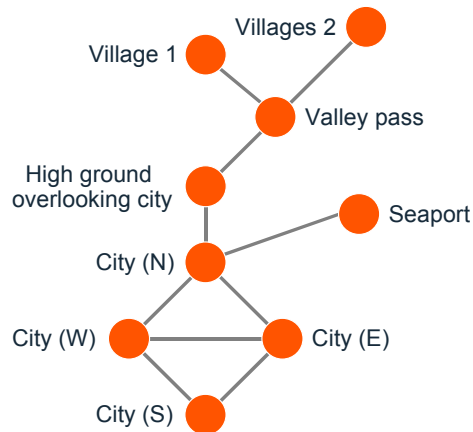 Villages 2
Village 1
Valley pass
High ground
overlooking city
Seaport
City (N)
City (W)
City (E)
City (S)